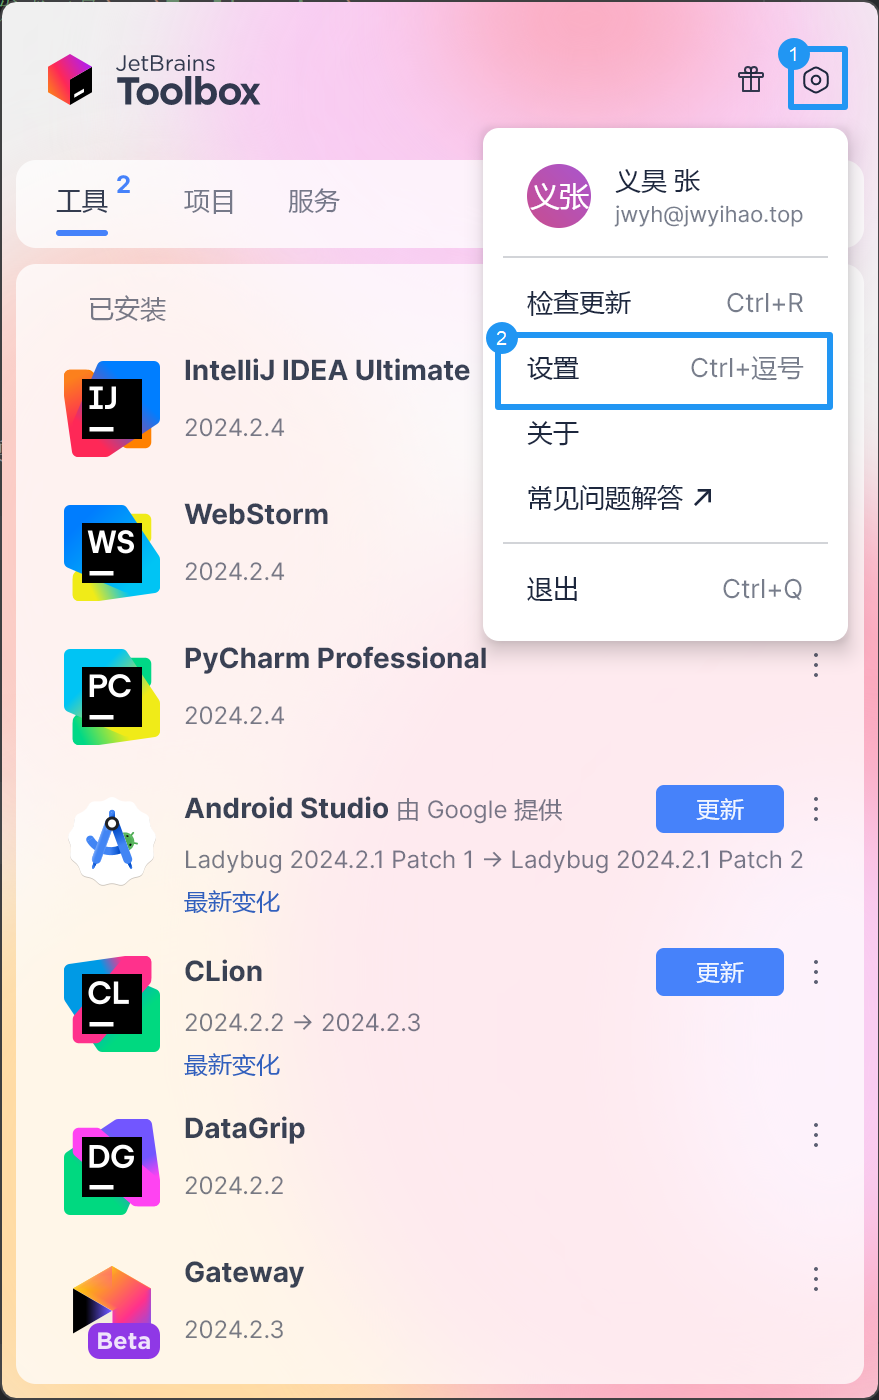 JetBrains
Toolbox
1
工具 2 项目 服务
义张
义昊 张
jwyh@jwyihao.top
检查更新 Ctrl+R
2
设置 Ctrl+逗号
关于
常见问题解答 ↗
退出 Ctrl+Q
已安装
IJ
IntelliJ IDEA Ultimate
2024.2.4
WS
WebStorm
2024.2.4
PC
PyCharm Professional
2024.2.4
Android Studio 由 Google 提供 更新
Ladybug 2024.2.1 Patch 1 → Ladybug 2024.2.1 Patch 2
最新变化
CL
CLion 更新
2024.2.2 → 2024.2.3
最新变化
DG
DataGrip
2024.2.2
Gateway
2024.2.3
Beta